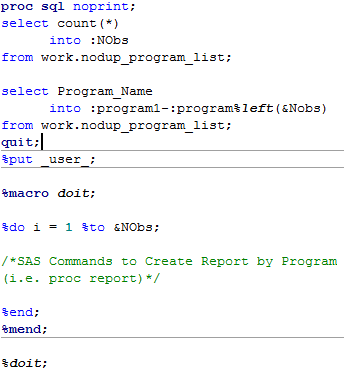 proc sql noprint;
select count(*)
into :NObs
from work.nodup_program_list;
select Program_Name
into :program1-:program%left(&NObs)
from work.nodup_program_list;
quit;
%put _user_;
%macro doit;
%do i = 1 %to &NObs;
/*SAS Commands to Create Report by Program
(i.e. proc report)*/
%end;
%mend;
%doit;